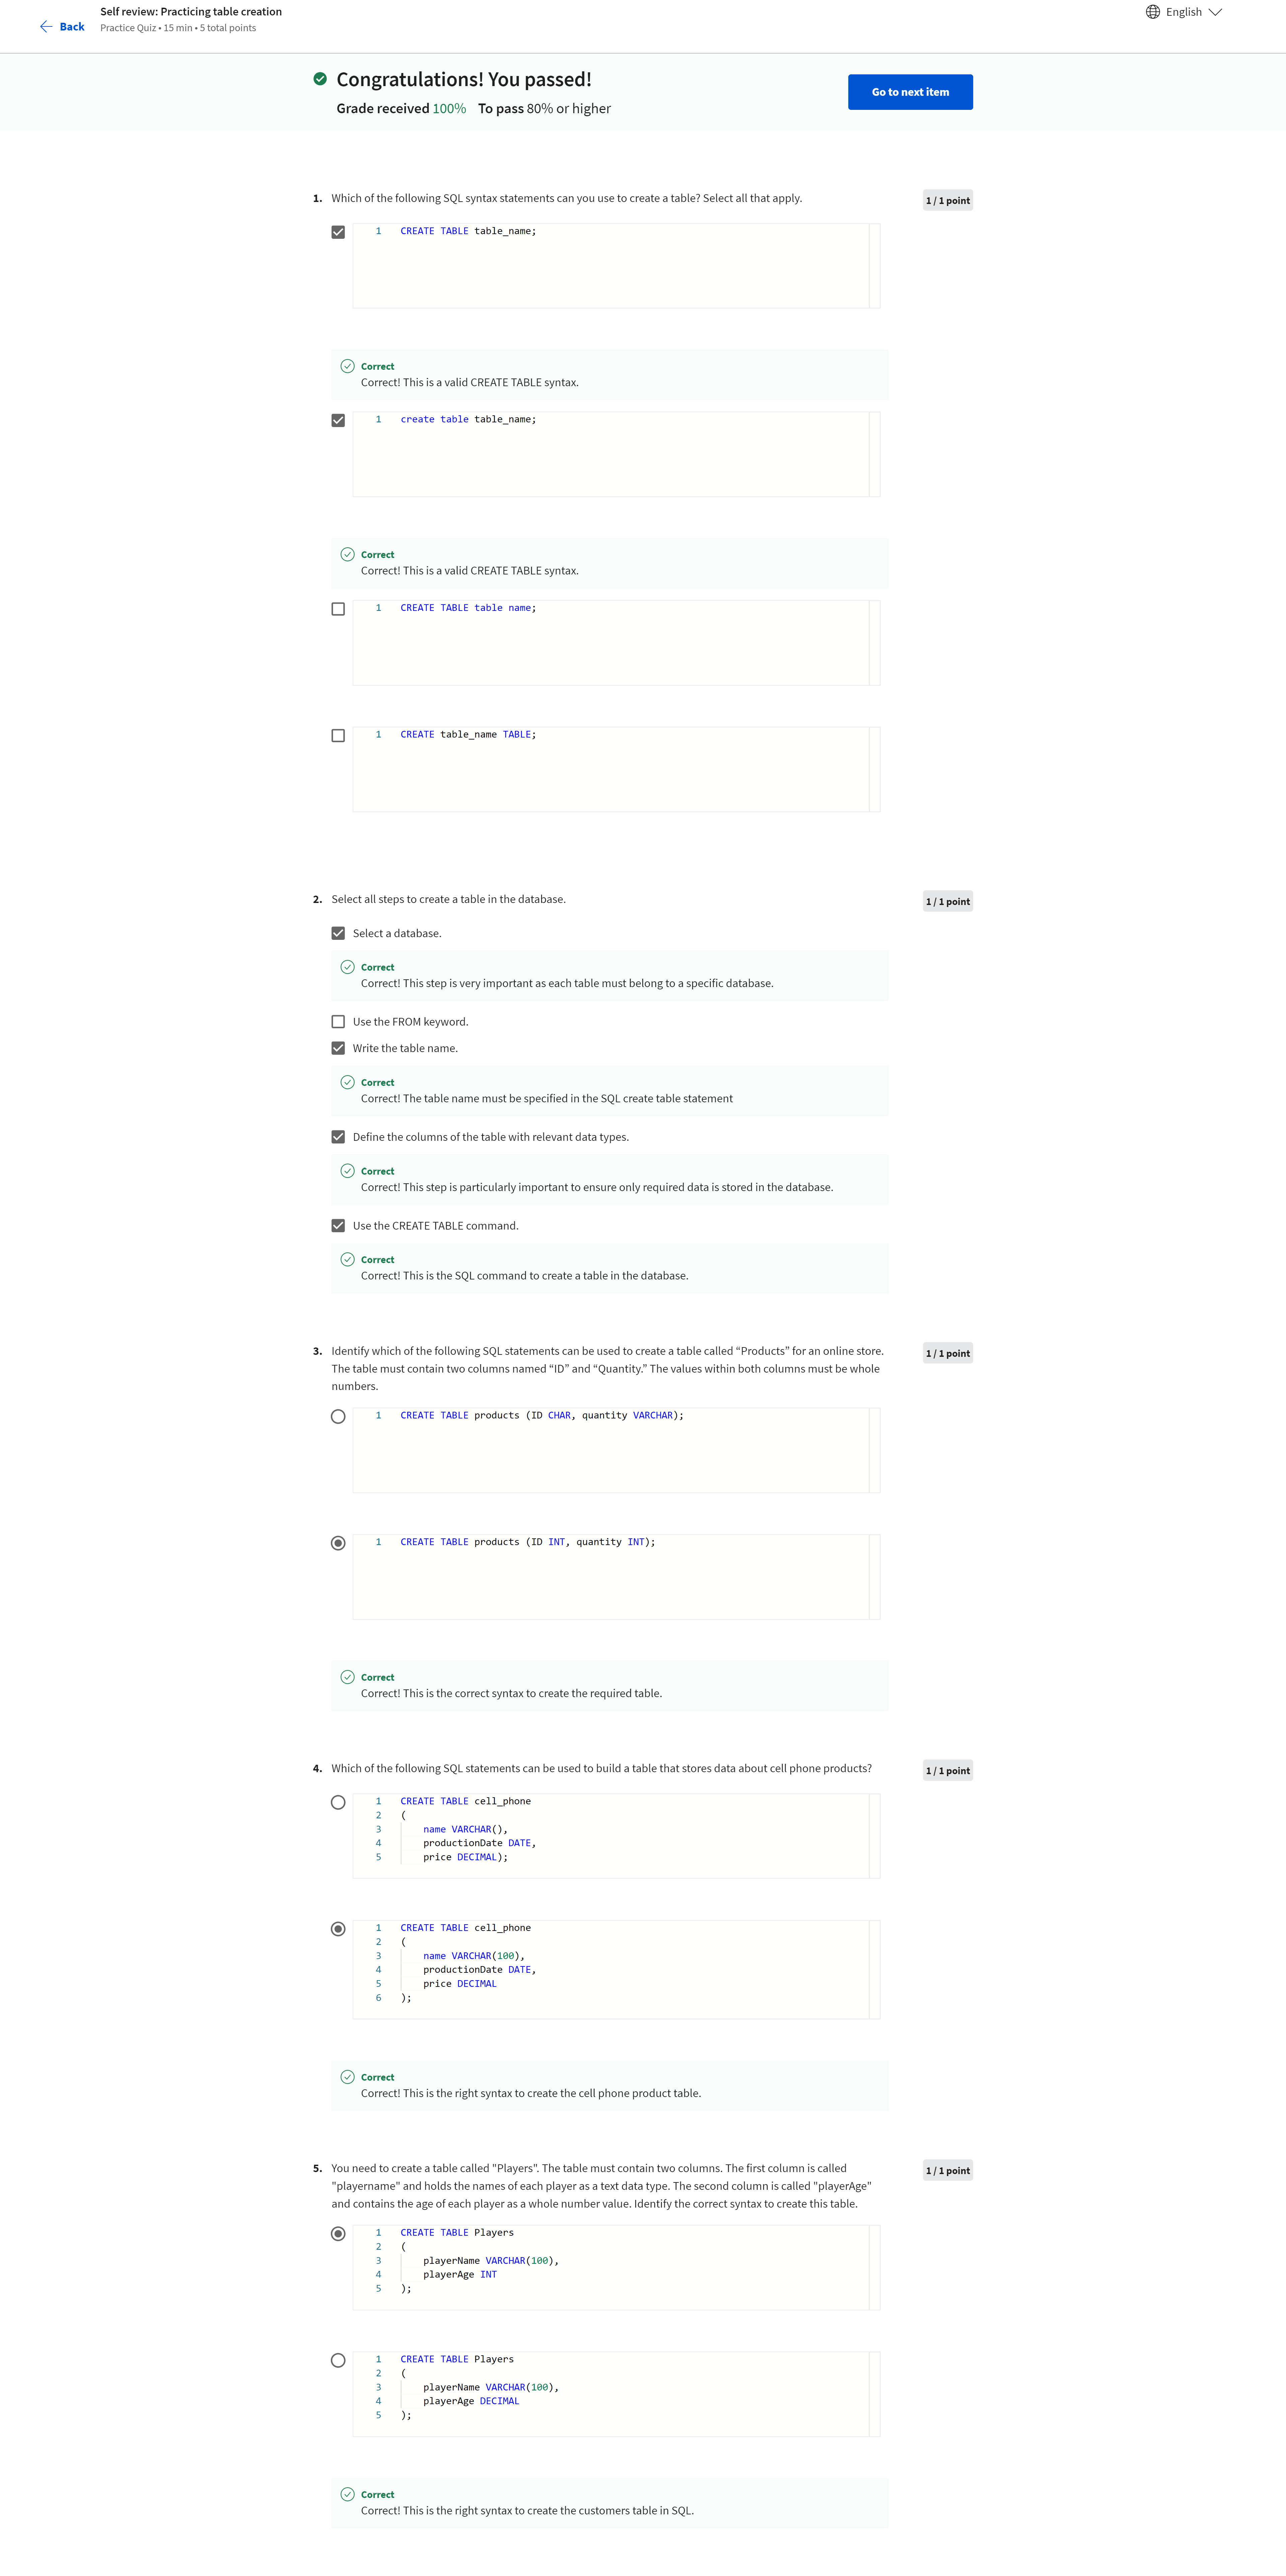 Back
Self review: Practicing table creation
Practice Quiz • 15 min • 5 total points
English
Congratulations! You passed!
Grade received 100% To pass 80% or higher
Go to next item
1. Which of the following SQL syntax statements can you use to create a table? Select all that apply.
1 / 1 point
1 CREATE TABLE table_name;
Correct
Correct! This is a valid CREATE TABLE syntax.
1 create table table_name;
Correct
Correct! This is a valid CREATE TABLE syntax.
1 CREATE TABLE table name;
1 CREATE table_name TABLE;
2. Select all steps to create a table in the database.
1 / 1 point
Select a database.
Correct
Correct! This step is very important as each table must belong to a specific database.
Use the FROM keyword.
Write the table name.
Correct
Correct! The table name must be specified in the SQL create table statement
Define the columns of the table with relevant data types.
Correct
Correct! This step is particularly important to ensure only required data is stored in the database.
Use the CREATE TABLE command.
Correct
Correct! This is the SQL command to create a table in the database.
3. Identify which of the following SQL statements can be used to create a table called “Products” for an online store.
The table must contain two columns named “ID” and “Quantity.” The values within both columns must be whole
numbers.
1 / 1 point
1 CREATE TABLE products (ID CHAR, quantity VARCHAR);
1 CREATE TABLE products (ID INT, quantity INT);
Correct
Correct! This is the correct syntax to create the required table.
4. Which of the following SQL statements can be used to build a table that stores data about cell phone products?
1 / 1 point
1 CREATE TABLE cell_phone
2 (
3 name VARCHAR(),
4 productionDate DATE,
5 price DECIMAL);
1 CREATE TABLE cell_phone
2 (
3 name VARCHAR(100),
4 productionDate DATE,
5 price DECIMAL
6 );
Correct
Correct! This is the right syntax to create the cell phone product table.
5. You need to create a table called "Players". The table must contain two columns. The first column is called
"playername" and holds the names of each player as a text data type. The second column is called "playerAge"
and contains the age of each player as a whole number value. Identify the correct syntax to create this table.
1 / 1 point
1 CREATE TABLE Players
2 (
3 playerName VARCHAR(100),
4 playerAge INT
5 );
1 CREATE TABLE Players
2 (
3 playerName VARCHAR(100),
4 playerAge DECIMAL
5 );
Correct
Correct! This is the right syntax to create the customers table in SQL.